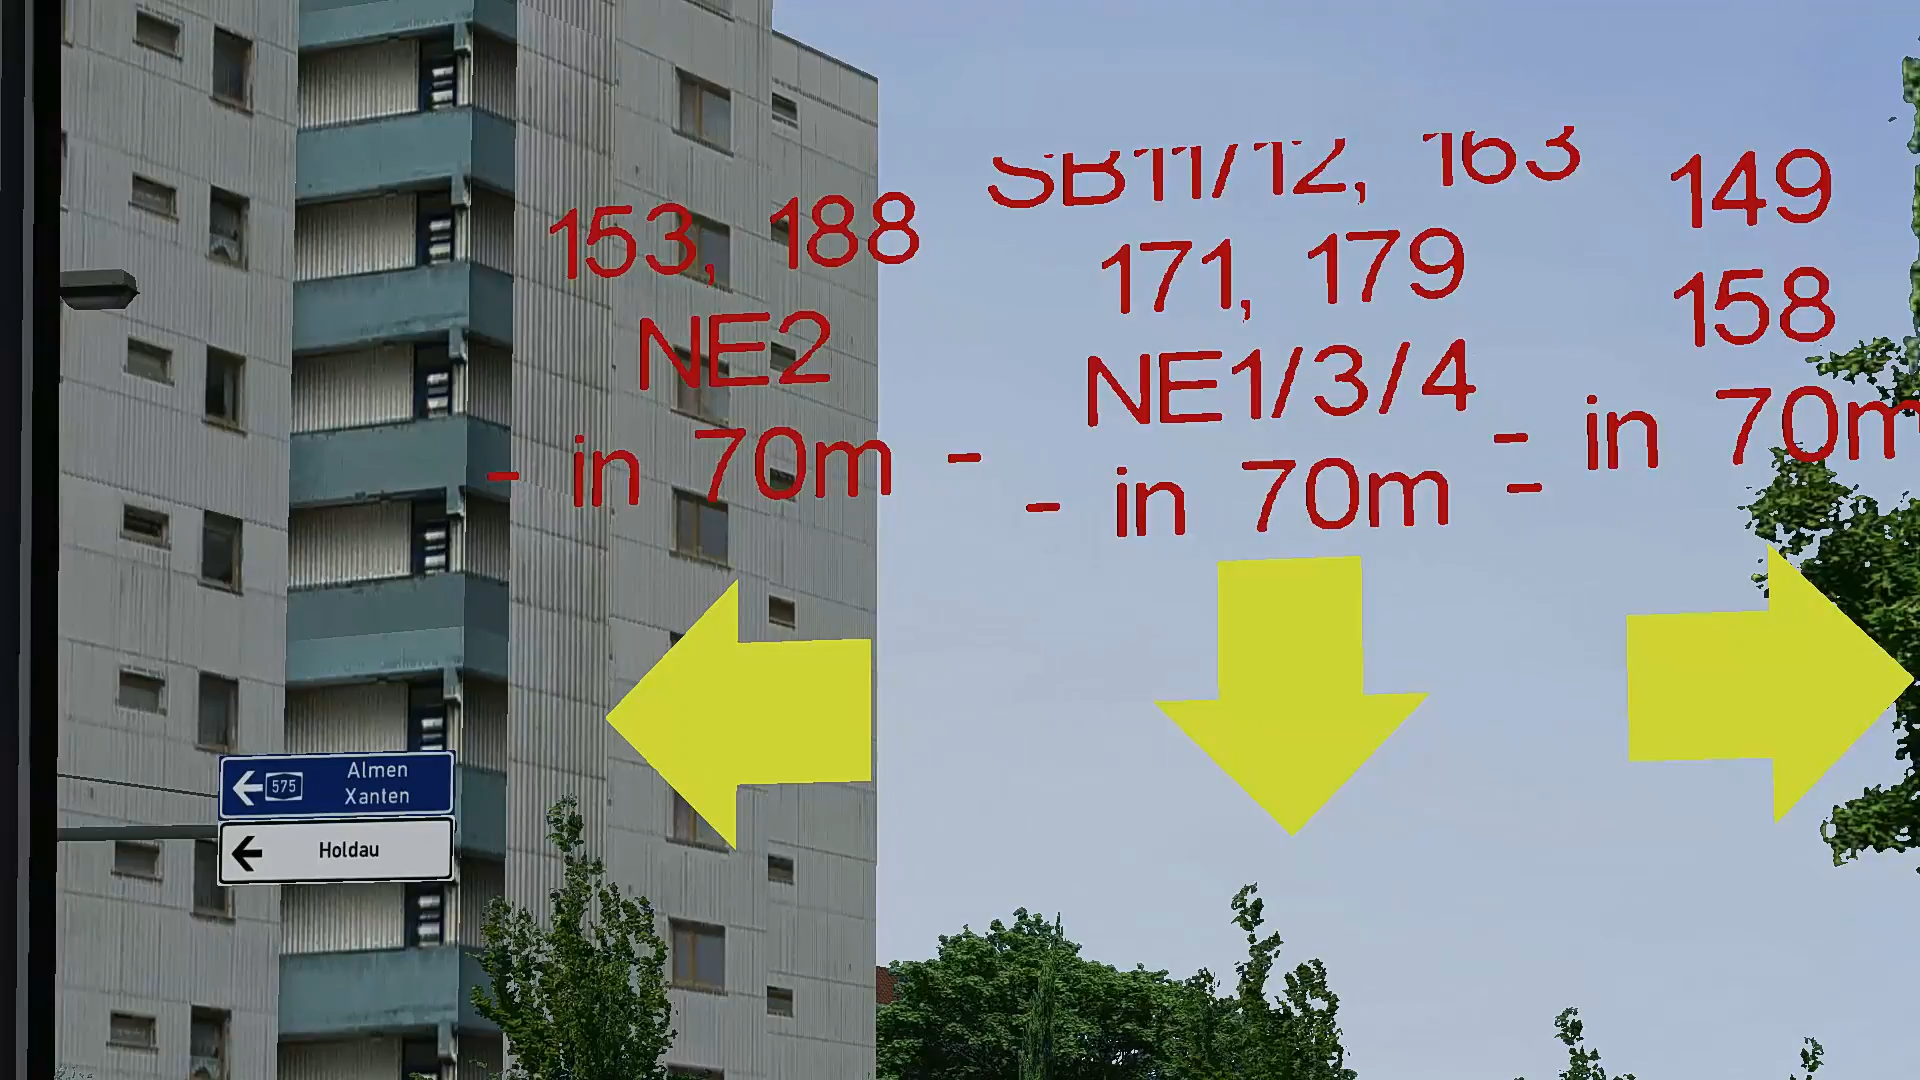 153, 188
NE2
- in 70m -
SB11/12, 163
171, 179
NE1/3/4
- in 70m -
149
158
- in 70m
575 Almen
Xanten
Holdau